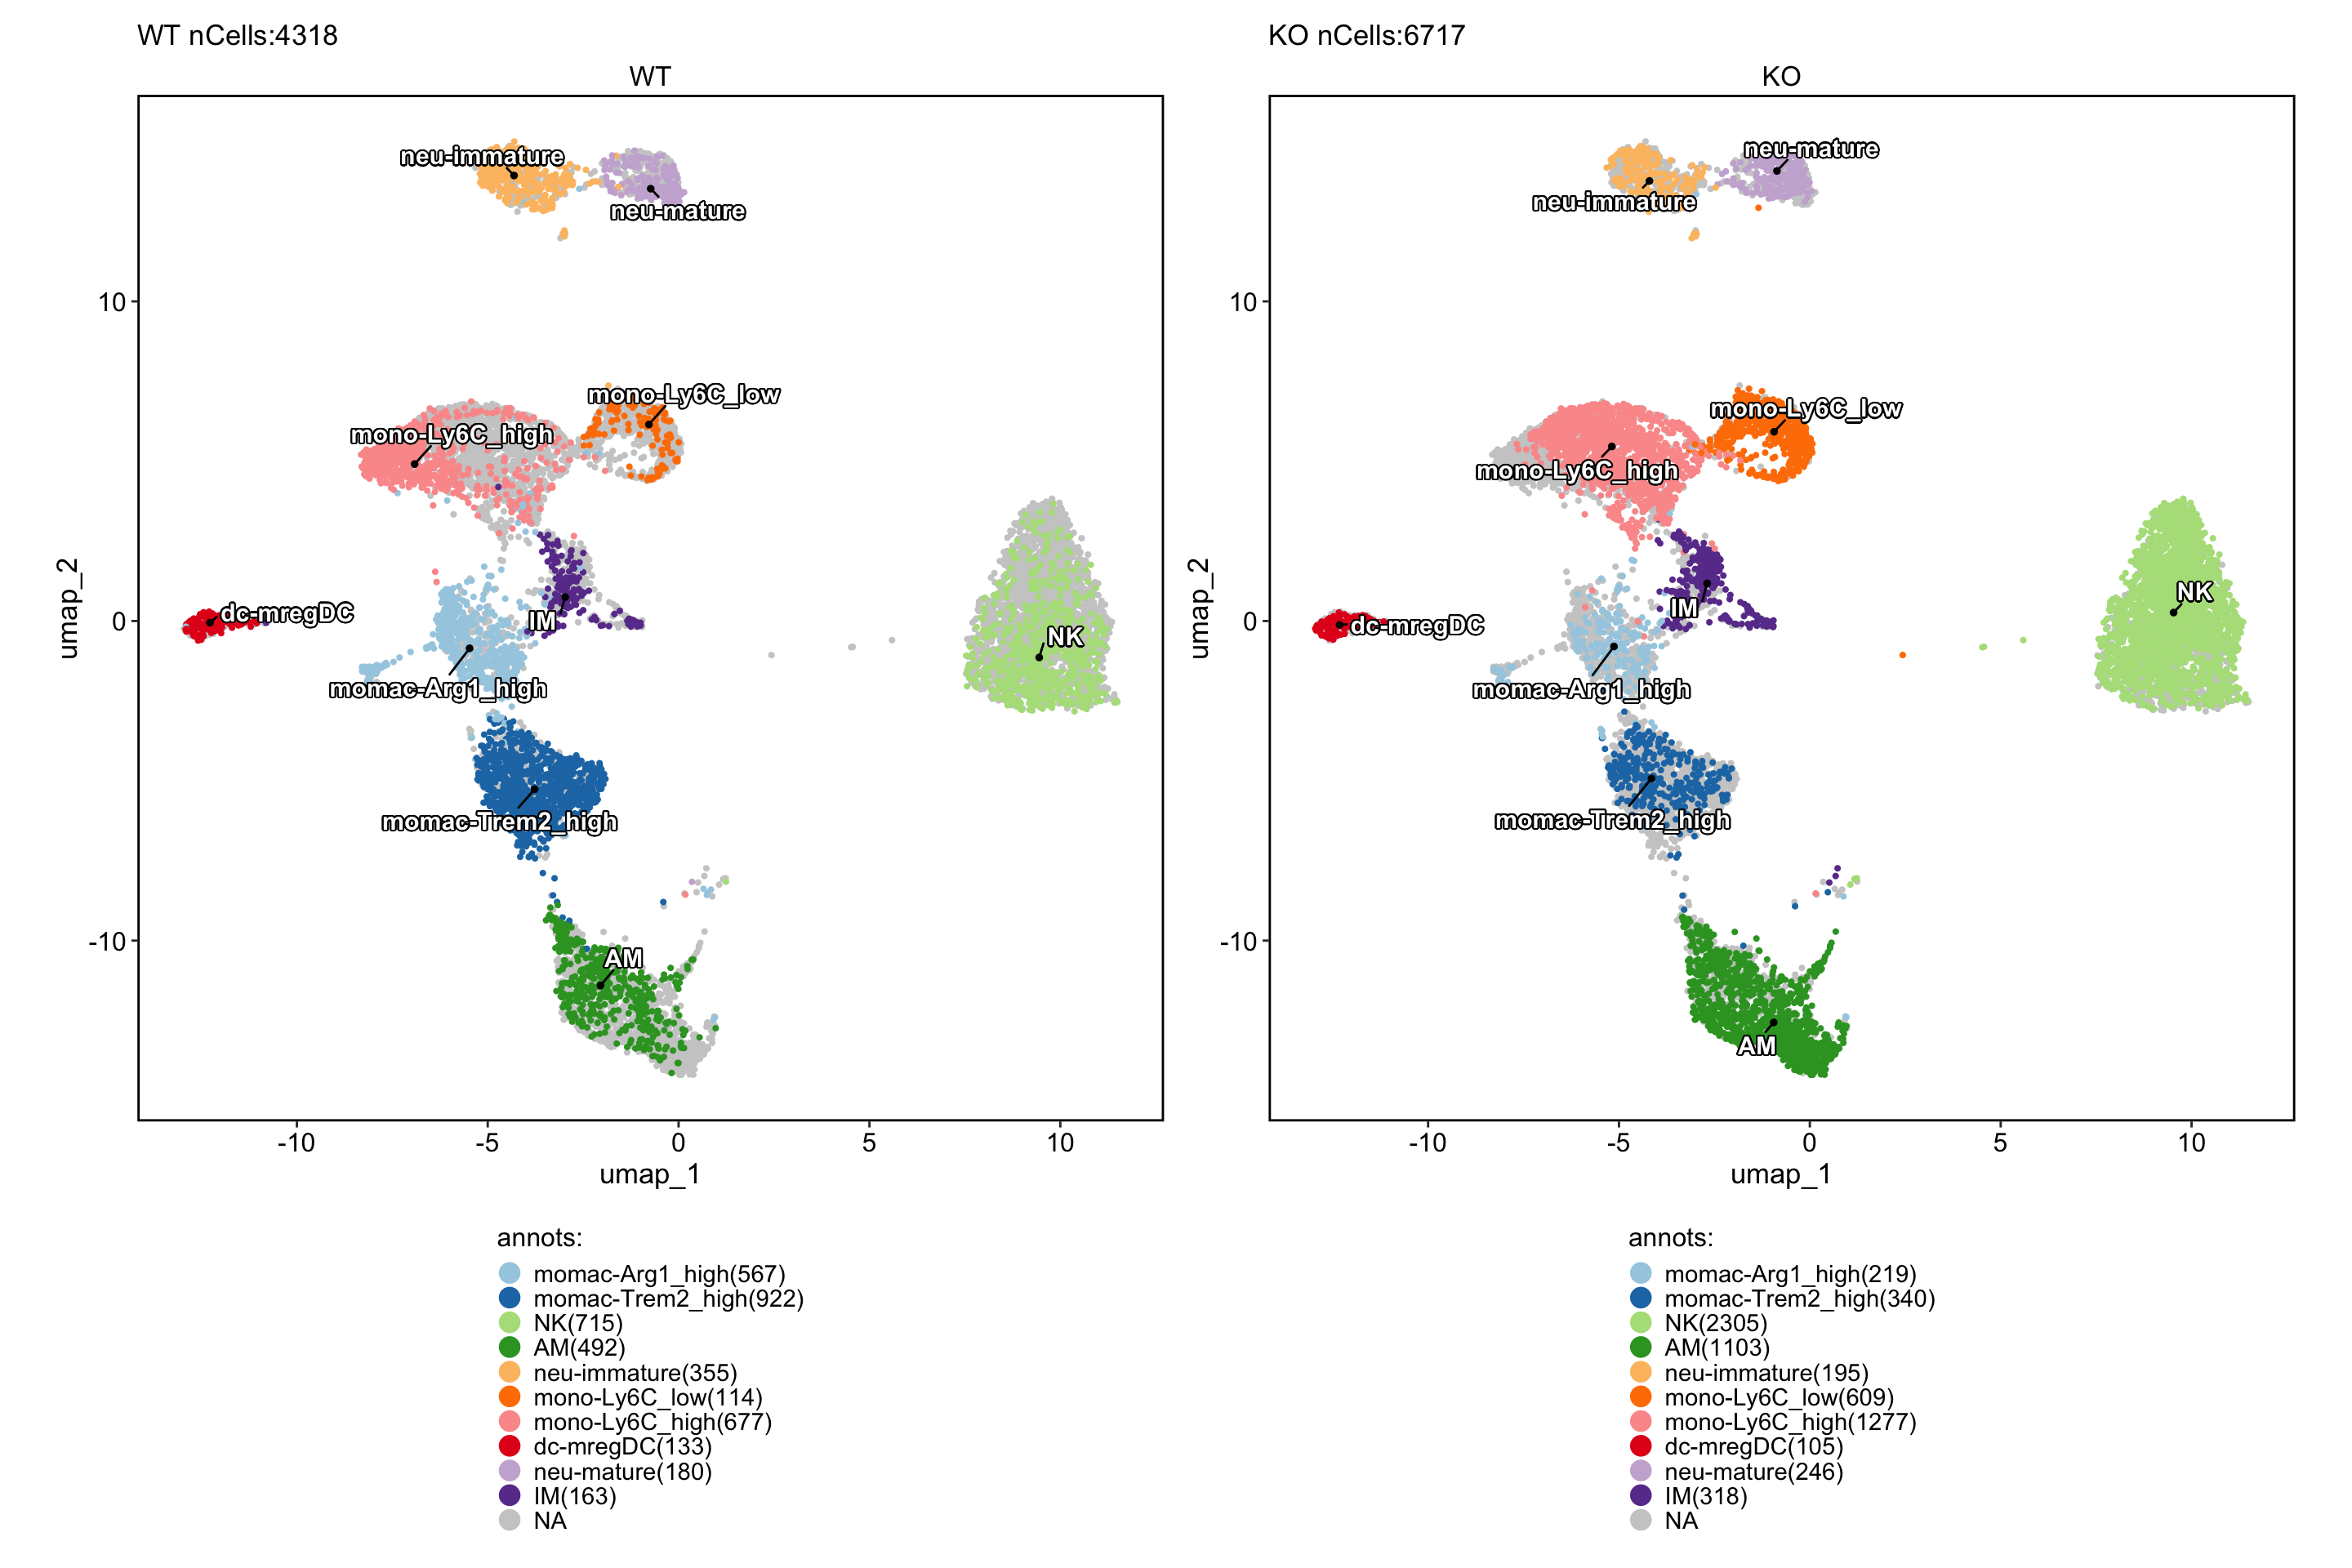 WT nCells:4318
WT
neu-immature
neu-mature
mono-Ly6C_low
mono-Ly6C_high
dc-mregDC
IM
NK
momac-Arg1_high
momac-Trem2_high
AM
10
0
-10
umap_2
-10
-5
0
5
10
umap_1
annots:
momac-Arg1_high(567)
momac-Trem2_high(922)
NK(715)
AM(492)
neu-immature(355)
mono-Ly6C_low(114)
mono-Ly6C_high(677)
dc-mregDC(133)
neu-mature(180)
IM(163)
NA
KO nCells:6717
KO
neu-mature
neu-immature
mono-Ly6C_low
mono-Ly6C_high
NK
IM
dc-mregDC
momac-Arg1_high
momac-Trem2_high
AM
10
0
-10
umap_2
-10
-5
0
5
10
umap_1
annots:
momac-Arg1_high(219)
momac-Trem2_high(340)
NK(2305)
AM(1103)
neu-immature(195)
mono-Ly6C_low(609)
mono-Ly6C_high(1277)
dc-mregDC(105)
neu-mature(246)
IM(318)
NA